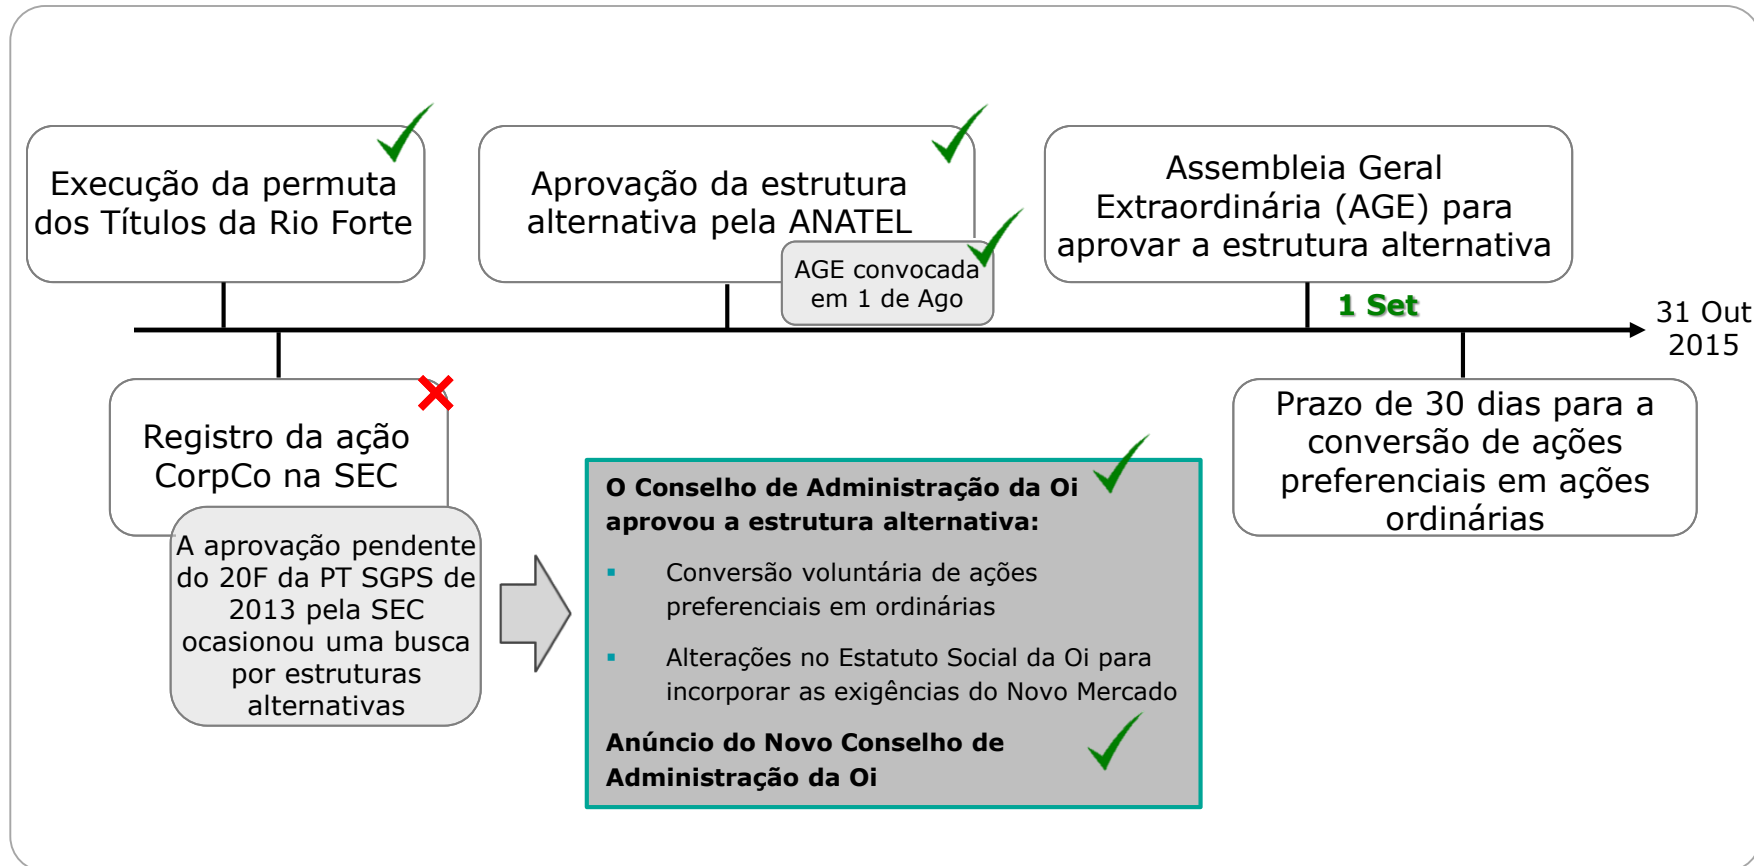 Execução da permuta
dos Títulos da Rio Forte
Aprovação da estrutura
alternativa pela ANATEL
AGE convocada
em 1 de Ago
Assembleia Geral
Extraordinária (AGE) para
aprovar a estrutura alternativa
1 Set
31 Out
2015
Registro da ação
CorpCo na SEC
A aprovação pendente
do 20F da PT SGPS de
2013 pela SEC
ocasionou uma busca
por estruturas
alternativas
O Conselho de Administração da Oi
aprovou a estrutura alternativa:
▪ Conversão voluntária de ações
preferenciais em ordinárias
▪ Alterações no Estatuto Social da Oi para
incorporar as exigências do Novo Mercado
Anúncio do Novo Conselho de
Administração da Oi
Prazo de 30 dias para a
conversão de ações
preferenciais em ações
ordinárias